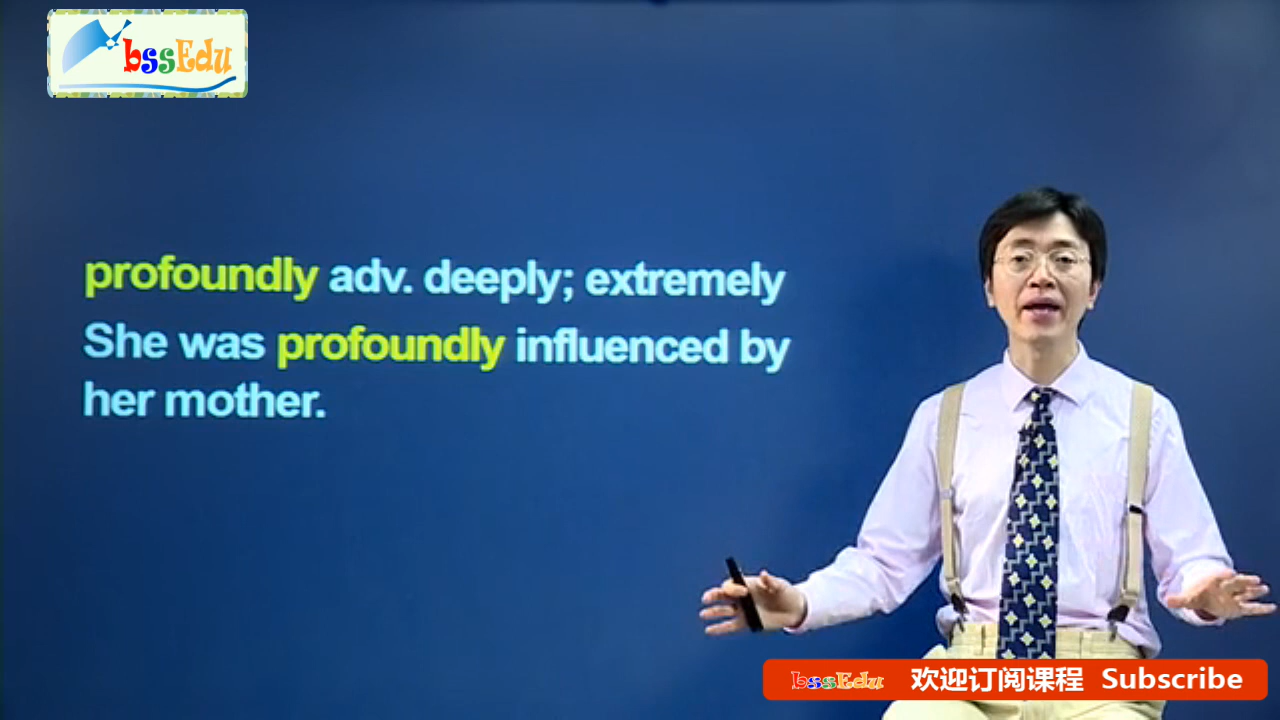 bssEdu
profoundly adv. deeply; extremely
She was profoundly influenced by
her mother.
bssEdu 欢迎订阅课程 Subscribe